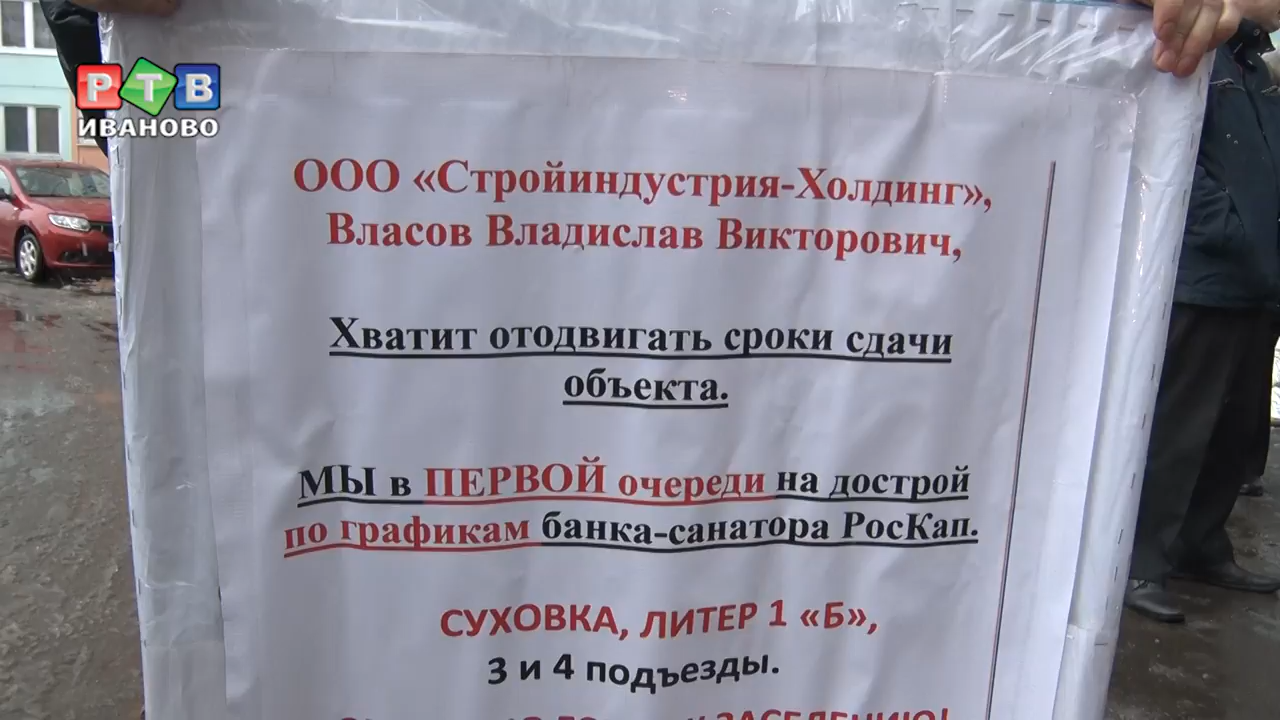 РТВ
ИВАНОВО
ООО «Стройиндустрия-Холдинг»,
Власов Владислав Викторович,
Хватит отодвигать сроки сдачи
объекта.
МЫ в ПЕРВОЙ очереди на дострой
по графикам банка-санатора РосКап.
СУХОВКА, ЛИТЕР 1 «Б»,
3 и 4 подъезды.
ЗАСЕЛЕНИЮ!